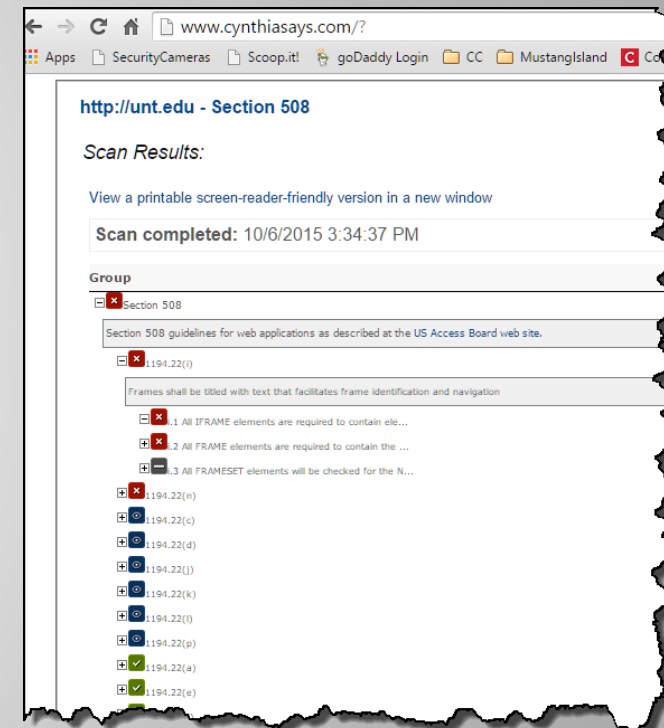 www.cynthiasays.com/?
Apps SecurityCameras Scoop.it! goDaddy Login CC MustangIsland
http://unt.edu - Section 508
Scan Results:
View a printable screen-reader-friendly version in a new window
Scan completed: 10/6/2015 3:34:37 PM
Group
Section 508
Section 508 guidelines for web applications as described at the US Access Board web site.
1194.22(i)
Frames shall be titled with text that facilitates frame identification and navigation
i.1 All IFRAME elements are required to contain ele...
i.2 All FRAME elements are required to contain the ...
i.3 All FRAMESET elements will be checked for the N...
1194.22(n)
1194.22(c)
1194.22(d)
1194.22(j)
1194.22(k)
1194.22(l)
1194.22(p)
1194.22(a)
1194.22(e)